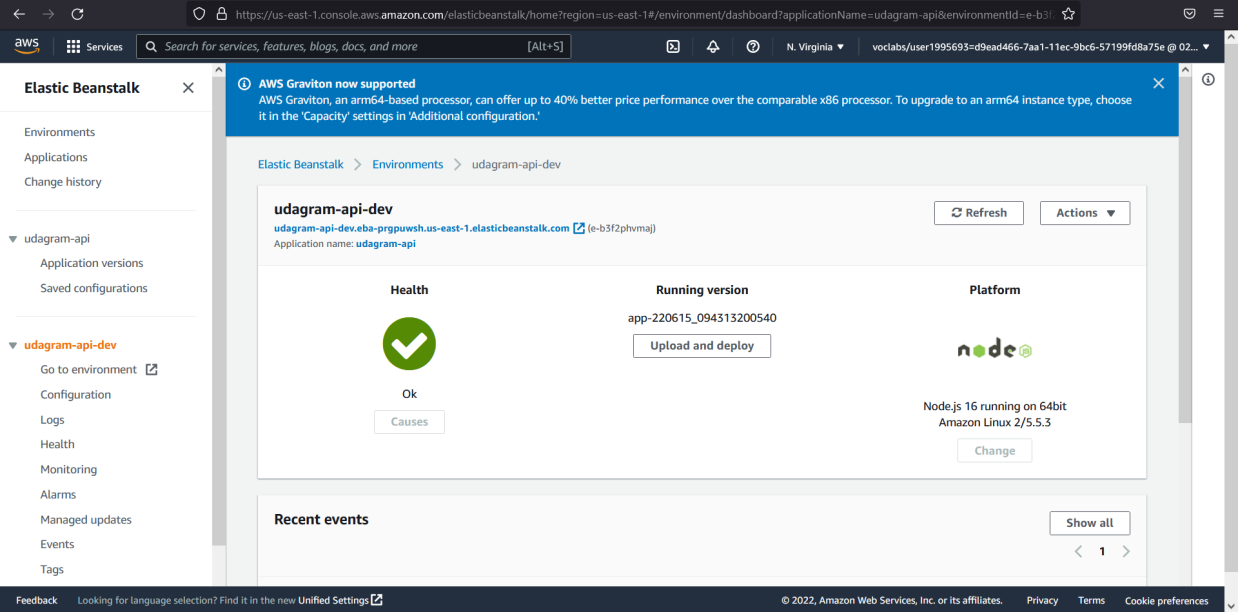 https://us-east-1.console.aws.amazon.com/elasticbeanstalk/home?region=us-east-1#/environment/dashboard?applicationName=udagram-api&environmentId=e-b3f
aws Services Search for services, features, blogs, docs, and more [Alt+S] N. Virginia ▼ voclabs/user1995693=d9ead466-7aa1-11ec-9bc6-57199fd8a75e @ 02... ▼
Elastic Beanstalk
Environments
Applications
Change history
udagram-api
Application versions
Saved configurations
udagram-api-dev
Go to environment
Configuration
Logs
Health
Monitoring
Alarms
Managed updates
Events
Tags
AWS Graviton now supported
AWS Graviton, an arm64-based processor, can offer up to 40% better price performance over the comparable x86 processor. To upgrade to an arm64 instance type, choose
it in the 'Capacity' settings in 'Additional configuration.'
Elastic Beanstalk > Environments > udagram-api-dev
udagram-api-dev
udagram-api-dev.eba-prgpuwsh.us-east-1.elasticbeanstalk.com (e-b3f2phvmaj)
Application name: udagram-api
Refresh
Actions ▼
Health
Ok
Causes
Running version
app-220615_094313200540
Upload and deploy
Platform
node JS
Node.js 16 running on 64bit
Amazon Linux 2/5.5.3
Change
Recent events
Show all
< 1 >
Feedback Looking for language selection? Find it in the new Unified Settings © 2022, Amazon Web Services, Inc. or its affiliates. Privacy Terms Cookie preferences